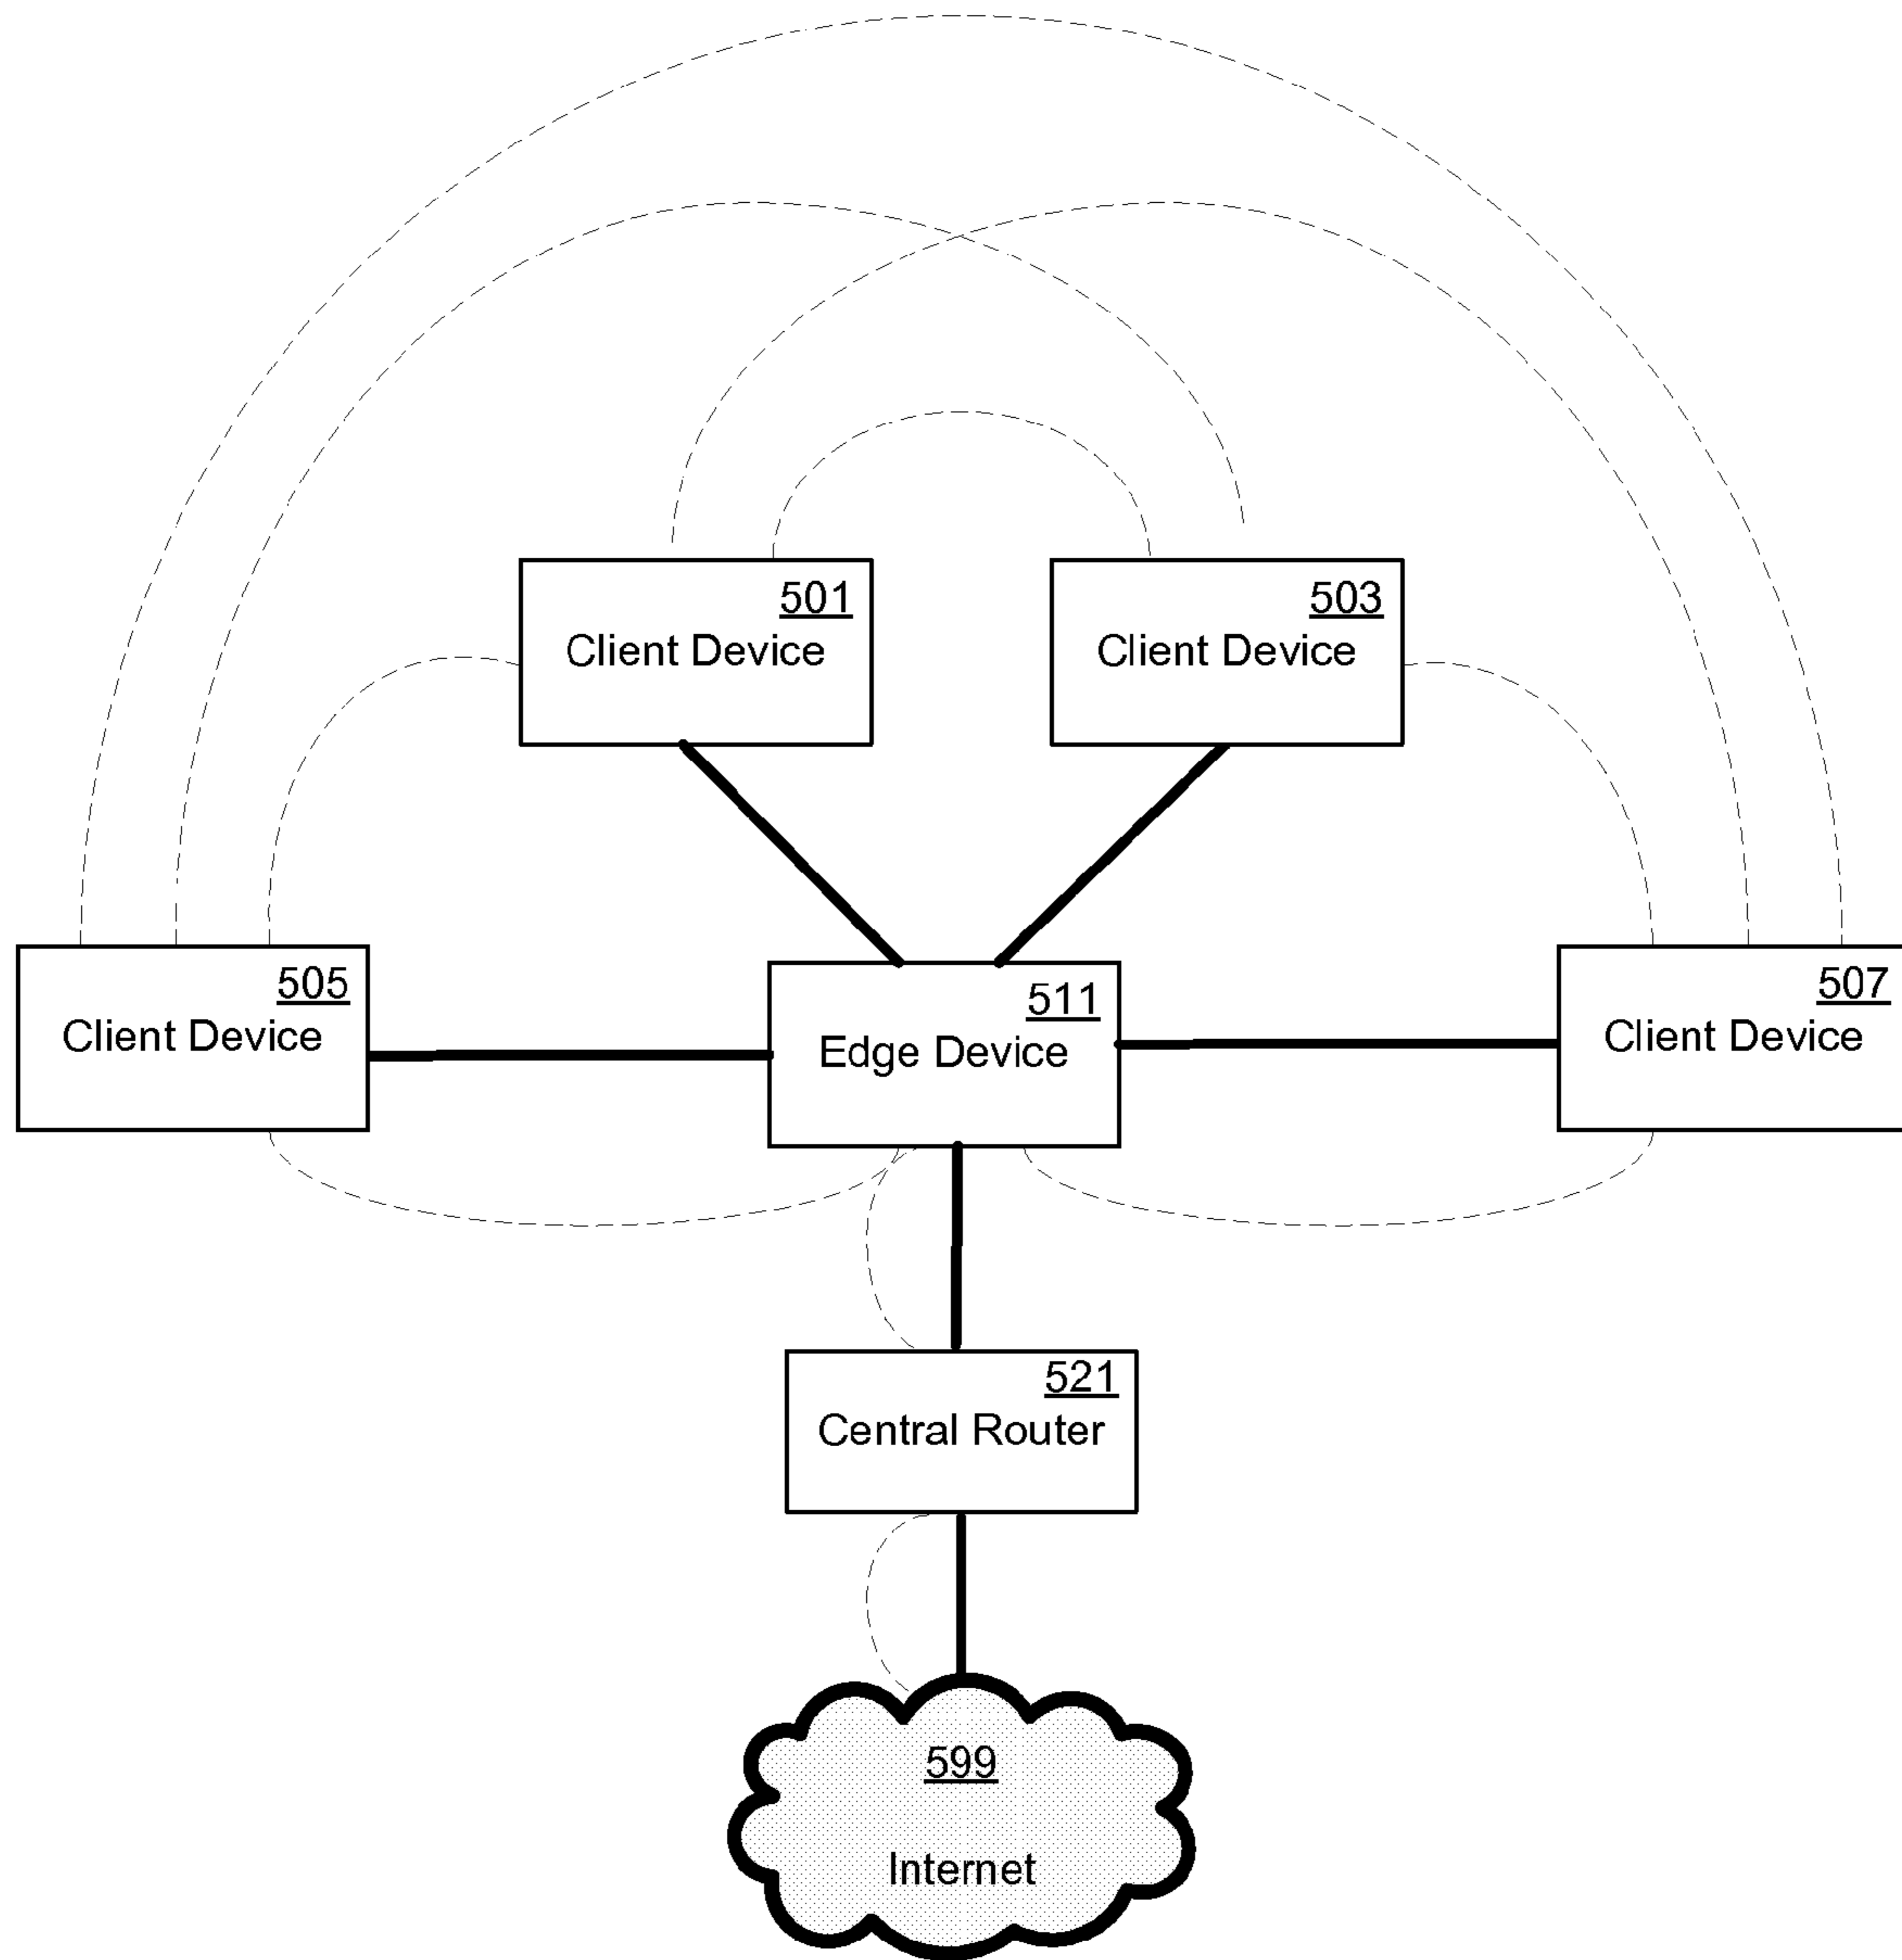 501
Client Device
503
Client Device
505
Client Device
511
Edge Device
507
Client Device
521
Central Router
599
Internet